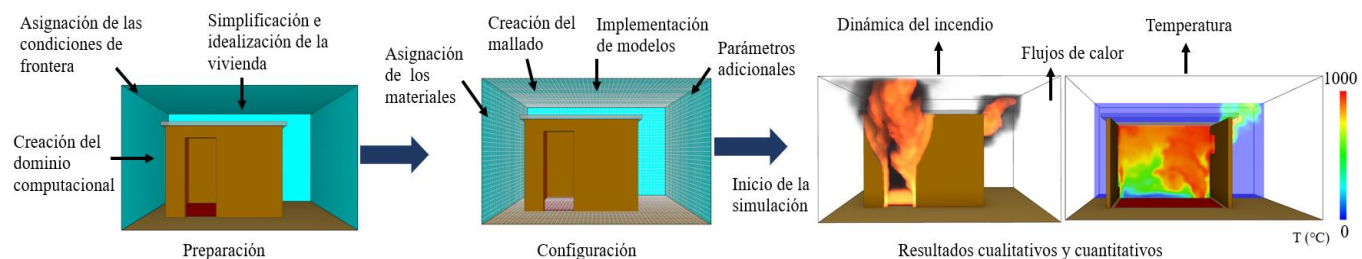 Asignación de las
condiciones de
frontera
Simplificación e
idealización de la
vivienda
Creación del
dominio
computacional
Preparación
Asignación
de los
materiales
Creación del
mallado
Implementación
de modelos
Parámetros
adicionales
Configuración
Inicio de la
simulación
Dinámica del incendio
Flujos de calor
Temperatura
1000
0
T (°C)
Resultados cualitativos y cuantitativos